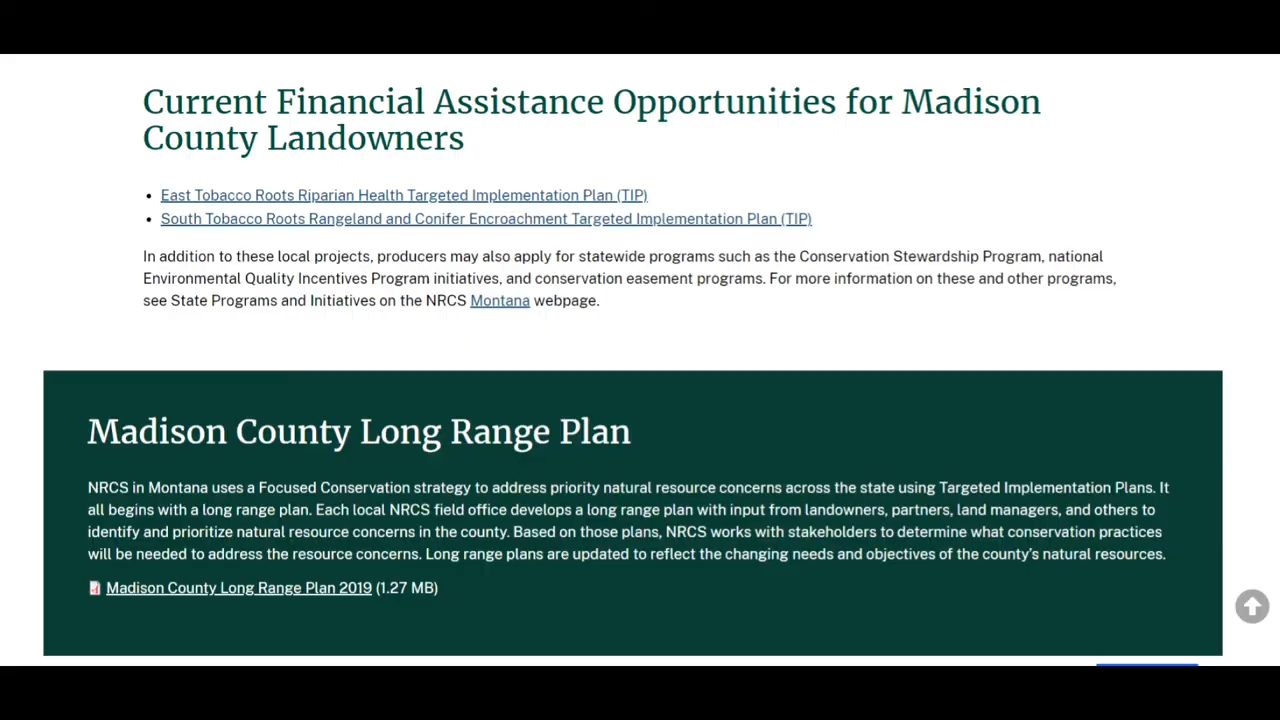 Current Financial Assistance Opportunities for Madison
County Landowners
• East Tobacco Roots Riparian Health Targeted Implementation Plan (TIP)
• South Tobacco Roots Rangeland and Conifer Encroachment Targeted Implementation Plan (TIP)
In addition to these local projects, producers may also apply for statewide programs such as the Conservation Stewardship Program, national
Environmental Quality Incentives Program initiatives, and conservation easement programs. For more information on these and other programs,
see State Programs and Initiatives on the NRCS Montana webpage.
Madison County Long Range Plan
NRCS in Montana uses a Focused Conservation strategy to address priority natural resource concerns across the state using Targeted Implementation Plans. It
all begins with a long range plan. Each local NRCS field office develops a long range plan with input from landowners, partners, land managers, and others to
identify and prioritize natural resource concerns in the county. Based on those plans, NRCS works with stakeholders to determine what conservation practices
will be needed to address the resource concerns. Long range plans are updated to reflect the changing needs and objectives of the county's natural resources.
Madison County Long Range Plan 2019 (1.27 MB)